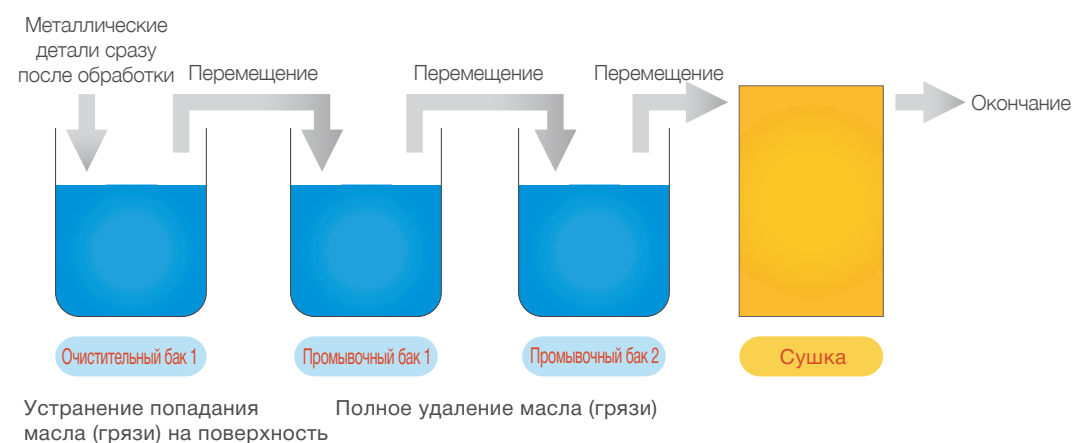 Металлические
детали сразу
после обработки
Перемещение
Перемещение
Перемещение
Окончание
Очистительный бак 1
Промывочный бак 1
Промывочный бак 2
Сушка
Устранение попадания
масла (грязи) на поверхность
Полное удаление масла (грязи)